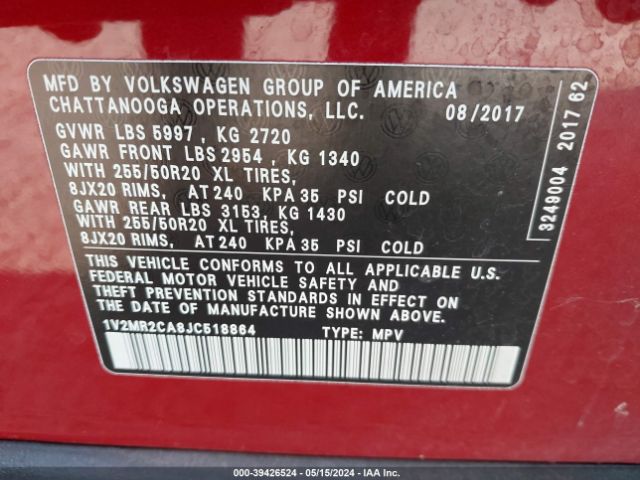 MFD BY VOLKSWAGEN GROUP OF AMERICA
CHATTANOOGA OPERATIONS, LLC. 08/2017
GVWR LBS 5997 , KG 2720
GAWR FRONT LBS 2954 , KG 1340
WITH 255/50R20 XL TIRES,
8JX20 RIMS, AT 240 KPA 35 PSI COLD
GAWR REAR LBS 3153, KG 1430
WITH 255/50R20 XL TIRES,
8JX20 RIMS, AT 240 KPA 35 PSI COLD
THIS VEHICLE CONFORMS TO ALL APPLICABLE U.S.
FEDERAL MOTOR VEHICLE SAFETY AND
THEFT PREVENTION STANDARDS IN EFFECT ON
THE DATE OF MANUFACTURE SHOWN ABOVE.
1V2MR2CA8JC518864 TYPE: MPV
3249004 2017 62
000-39426524 - 05/15/2024 - IAA Inc.